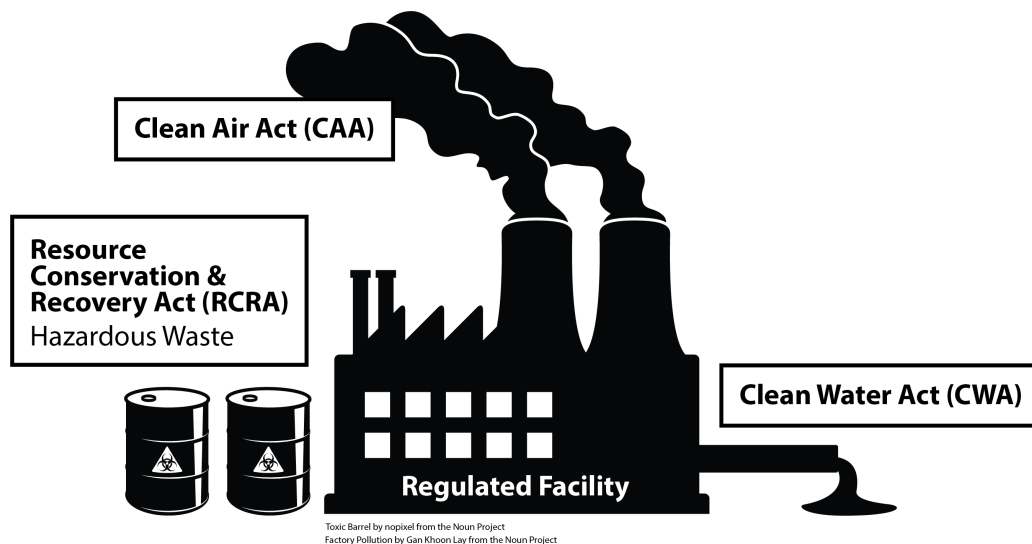 Clean Air Act (CAA)
Resource
Conservation &
Recovery Act (RCRA)
Hazardous Waste
Clean Water Act (CWA)
Regulated Facility
Toxic Barrel by nopixel from the Noun Project
Factory Pollution by Gan Khoon Lay from the Noun Project